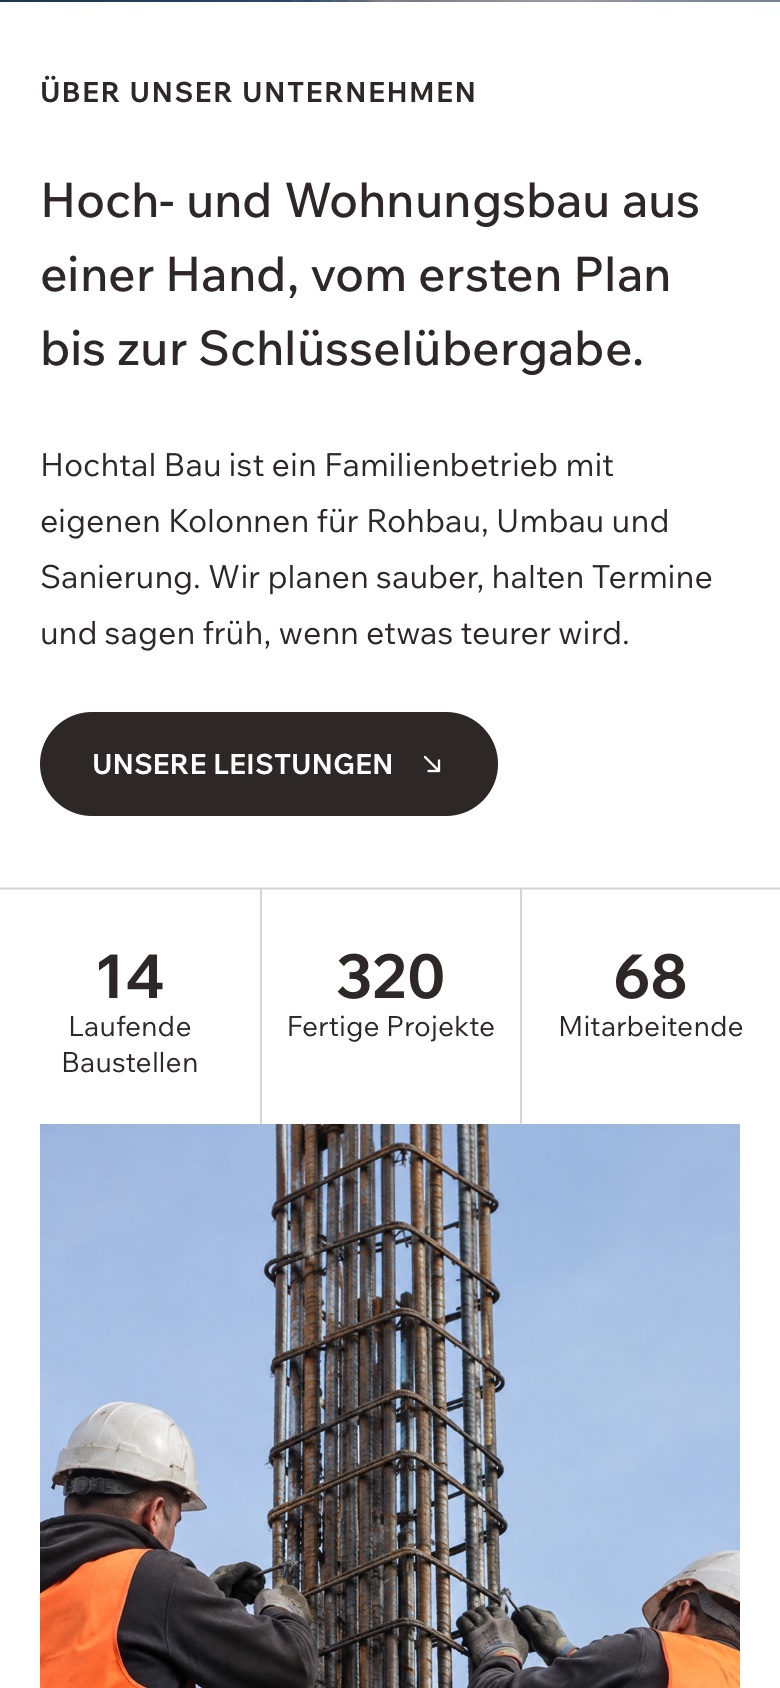 ÜBER UNSER UNTERNEHMEN
Hoch- und Wohnungsbau aus
einer Hand, vom ersten Plan
bis zur Schlüsselübergabe.
Hochtal Bau ist ein Familienbetrieb mit
eigenen Kolonnen für Rohbau, Umbau und
Sanierung. Wir planen sauber, halten Termine
und sagen früh, wenn etwas teurer wird.
UNSERE LEISTUNGEN
14
Laufende
Baustellen
320
Fertige Projekte
68
Mitarbeitende